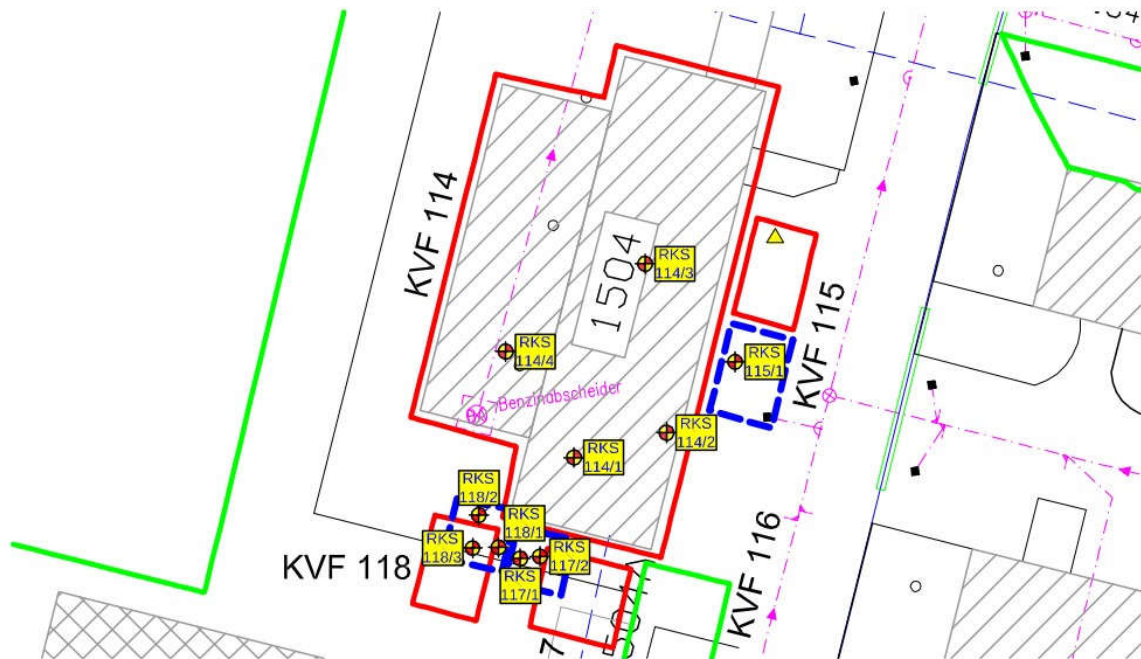 KVF 114
1504
RKS
114/3
RKS
114/4
RKS
115/1
KVF 115
BA
Benzinabscheider
RKS
114/2
RKS
114/1
RKS
118/2
RKS
118/1
RKS
118/3
RKS
117/2
RKS
117/1
KVF 118
KVF 116
7